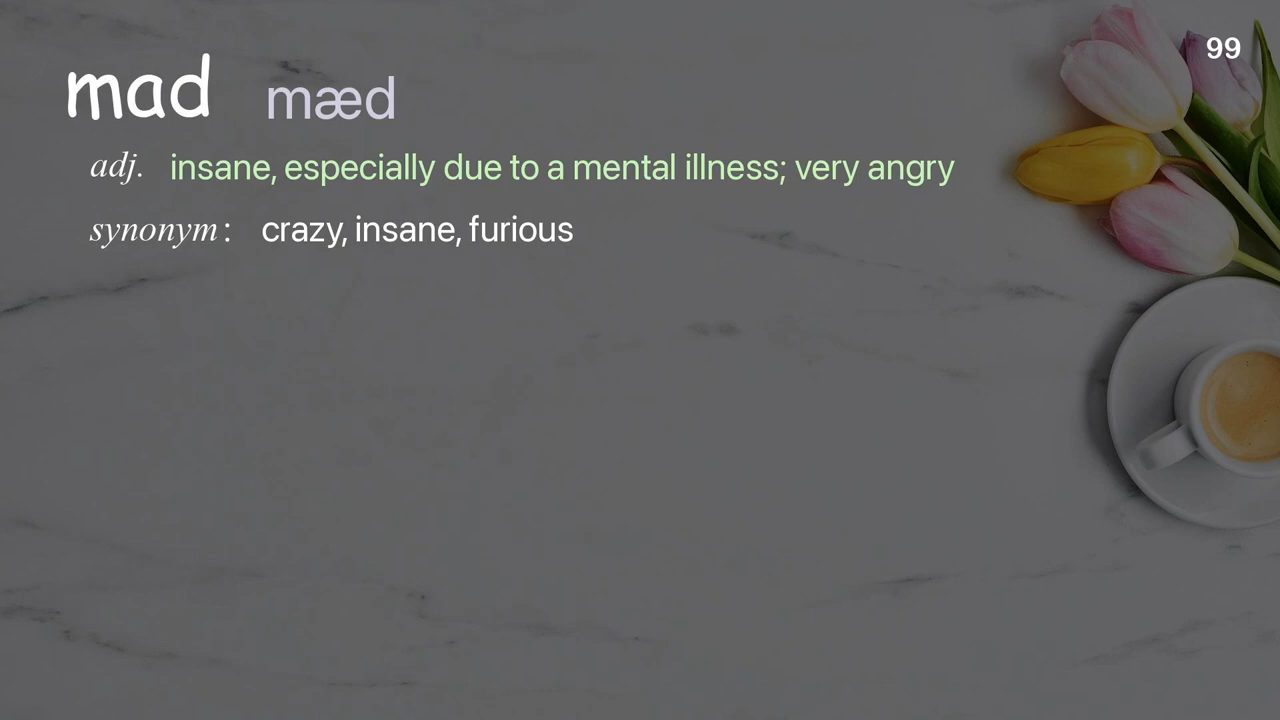 99
mad mæd
adj. insane, especially due to a mental illness; very angry
synonym: crazy, insane, furious